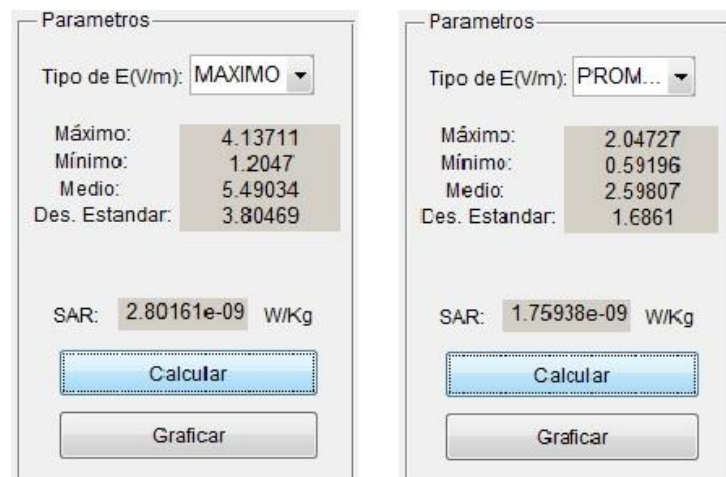 Parametros
Tipo de E(V/m): MAXIMO
Máximo: 4.13711
Mínimo: 1.2047
Medio: 5.49034
Des. Estandar: 3.80469
SAR: 2.80161e-09 W/Kg
Calcular
Graficar
Parametros
Tipo de E(V/m): PROM...
Máximo: 2.04727
Mínimo: 0.59196
Medio: 2.59807
Des. Estandar: 1.6861
SAR: 1.75938e-09 W/Kg
Calcular
Graficar